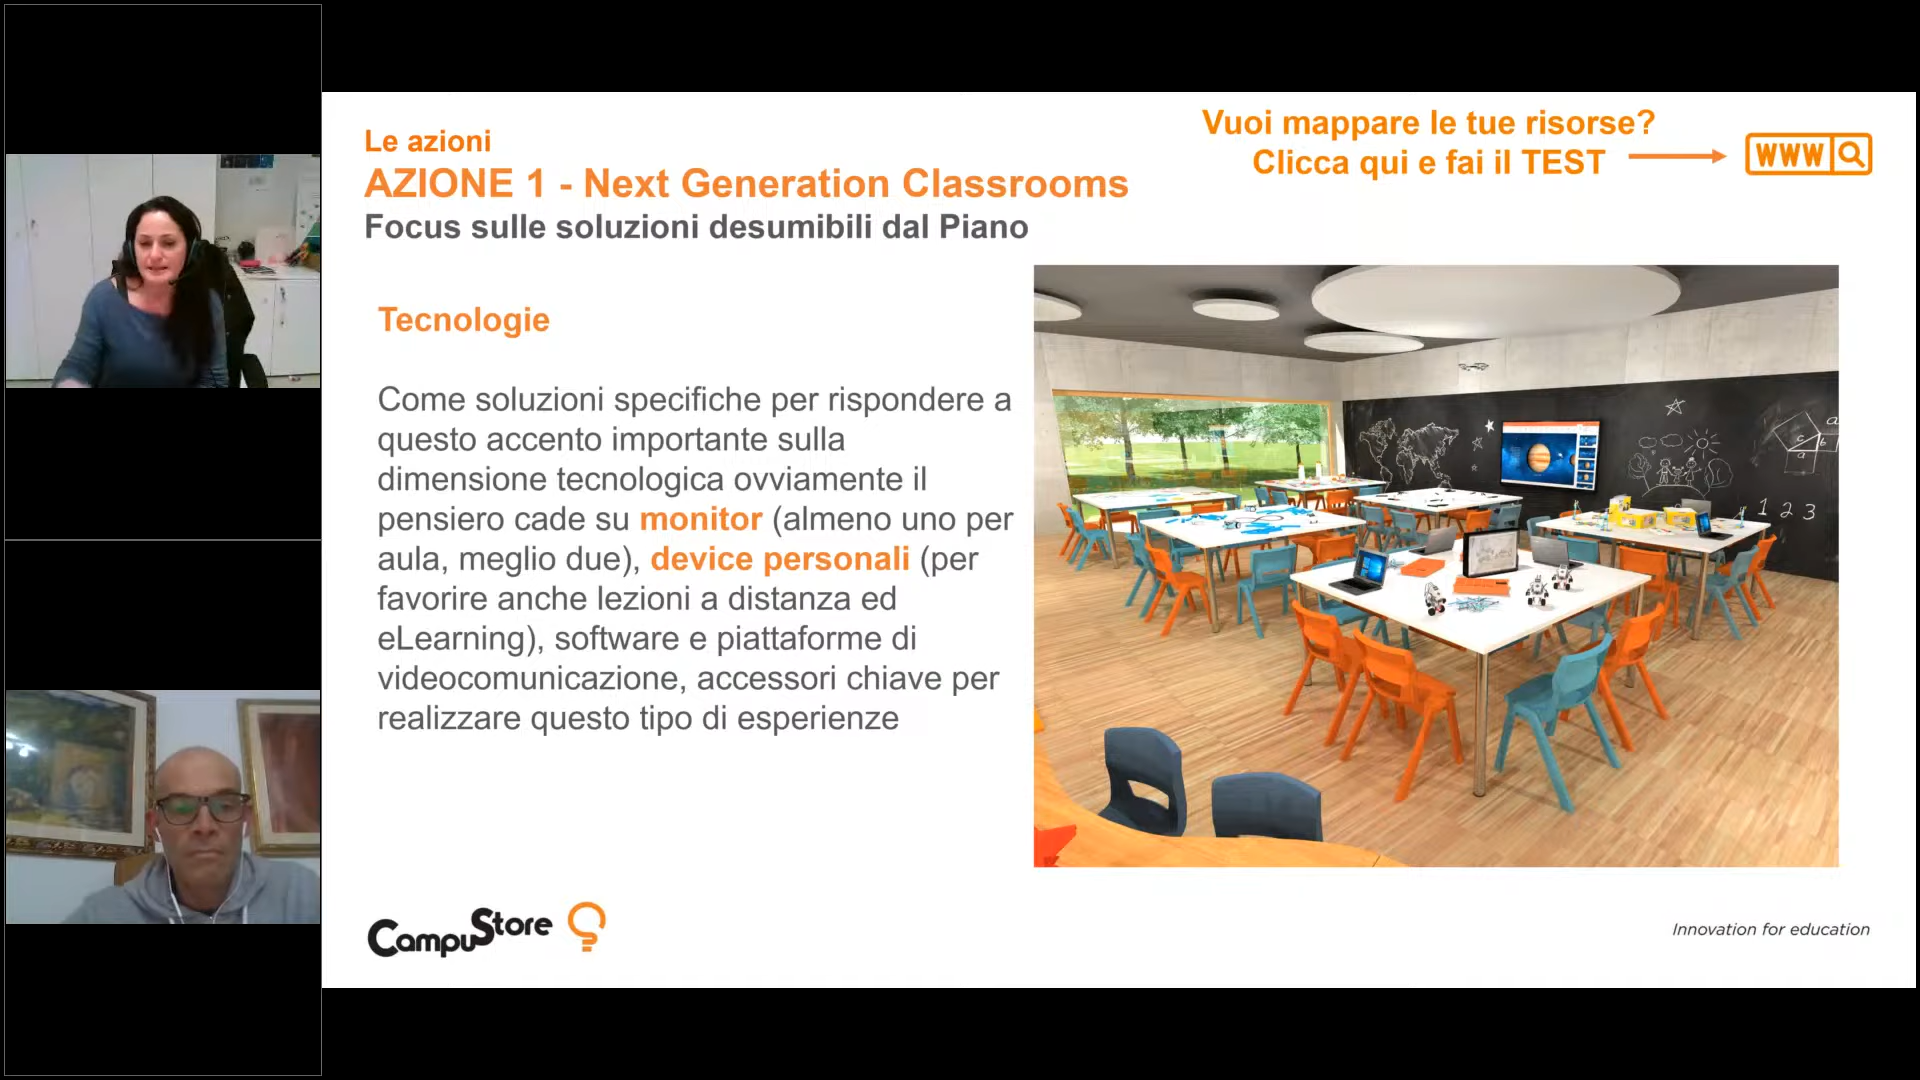 Le azioni
AZIONE 1 - Next Generation Classrooms
Focus sulle soluzioni desumibili dal Piano
Vuoi mappare le tue risorse?
Clicca qui e fai il TEST
WWW
Tecnologie
Come soluzioni specifiche per rispondere a
questo accento importante sulla
dimensione tecnologica ovviamente il
pensiero cade su monitor (almeno uno per
aula, meglio due), device personali (per
favorire anche lezioni a distanza ed
eLearning), software e piattaforme di
videocomunicazione, accessori chiave per
realizzare questo tipo di esperienze
a
c b
a
1 2 3
CampuStore
Innovation for education